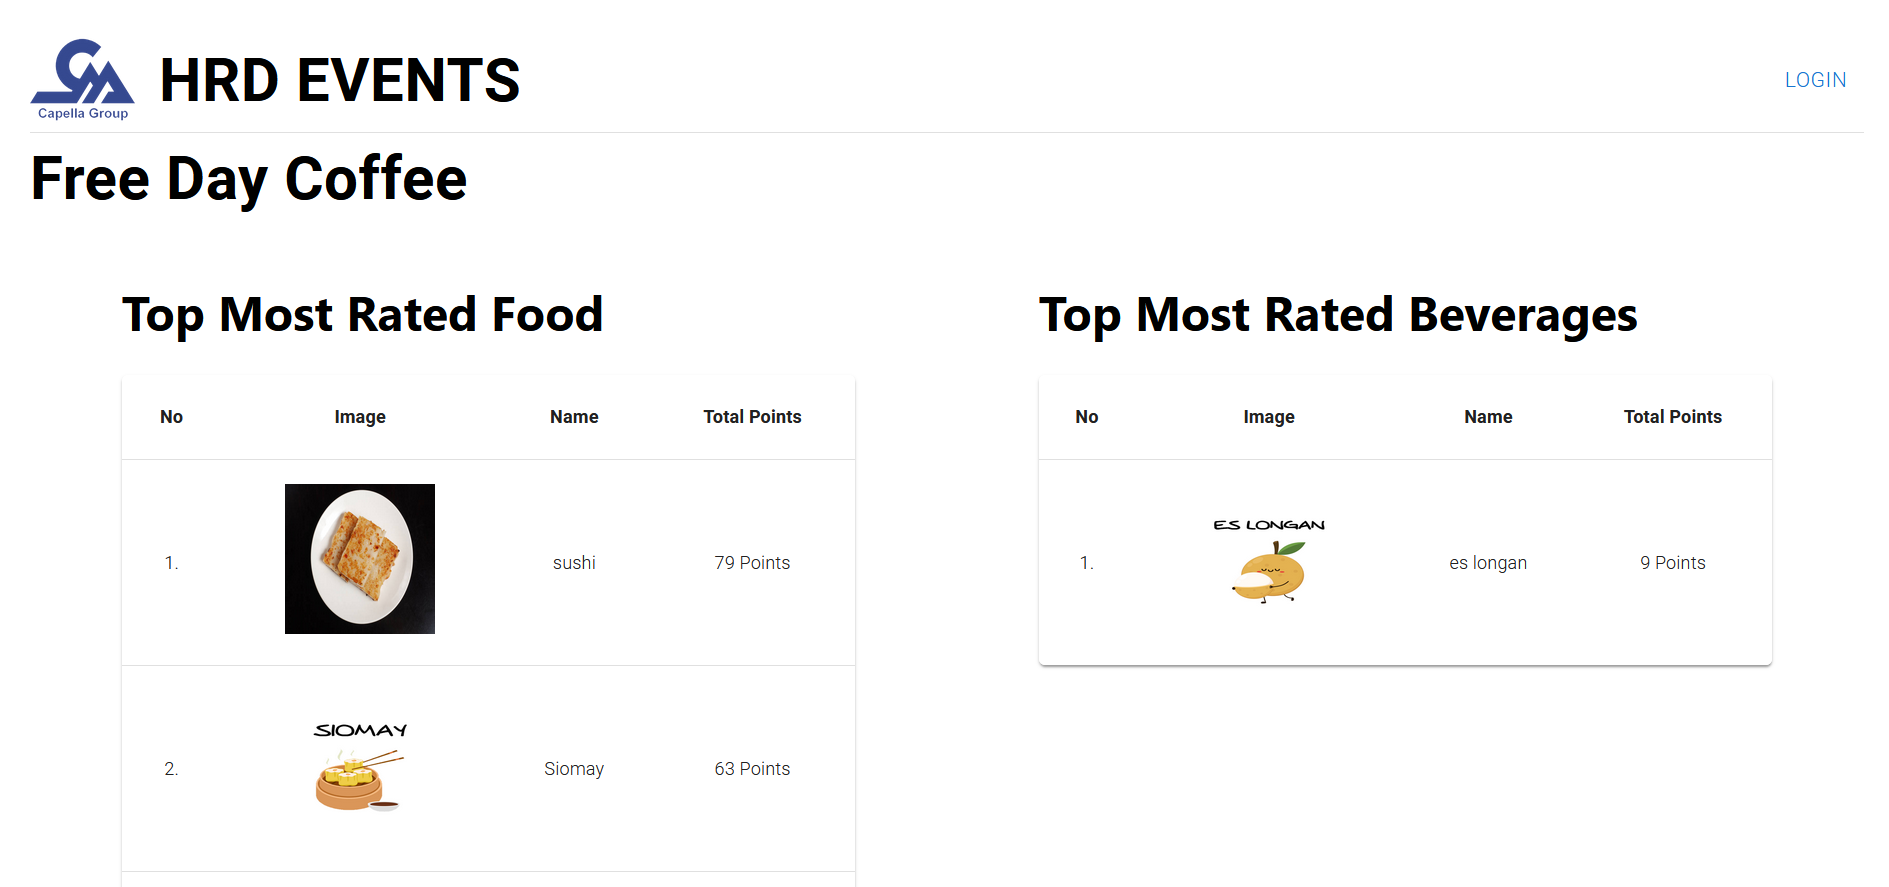 Capella Group
HRD EVENTS
LOGIN
Free Day Coffee
Top Most Rated Food
No Image Name Total Points
1. sushi 79 Points
SIOMAY
2. Siomay 63 Points
Top Most Rated Beverages
No Image Name Total Points
ES LONGAN
1. es longan 9 Points